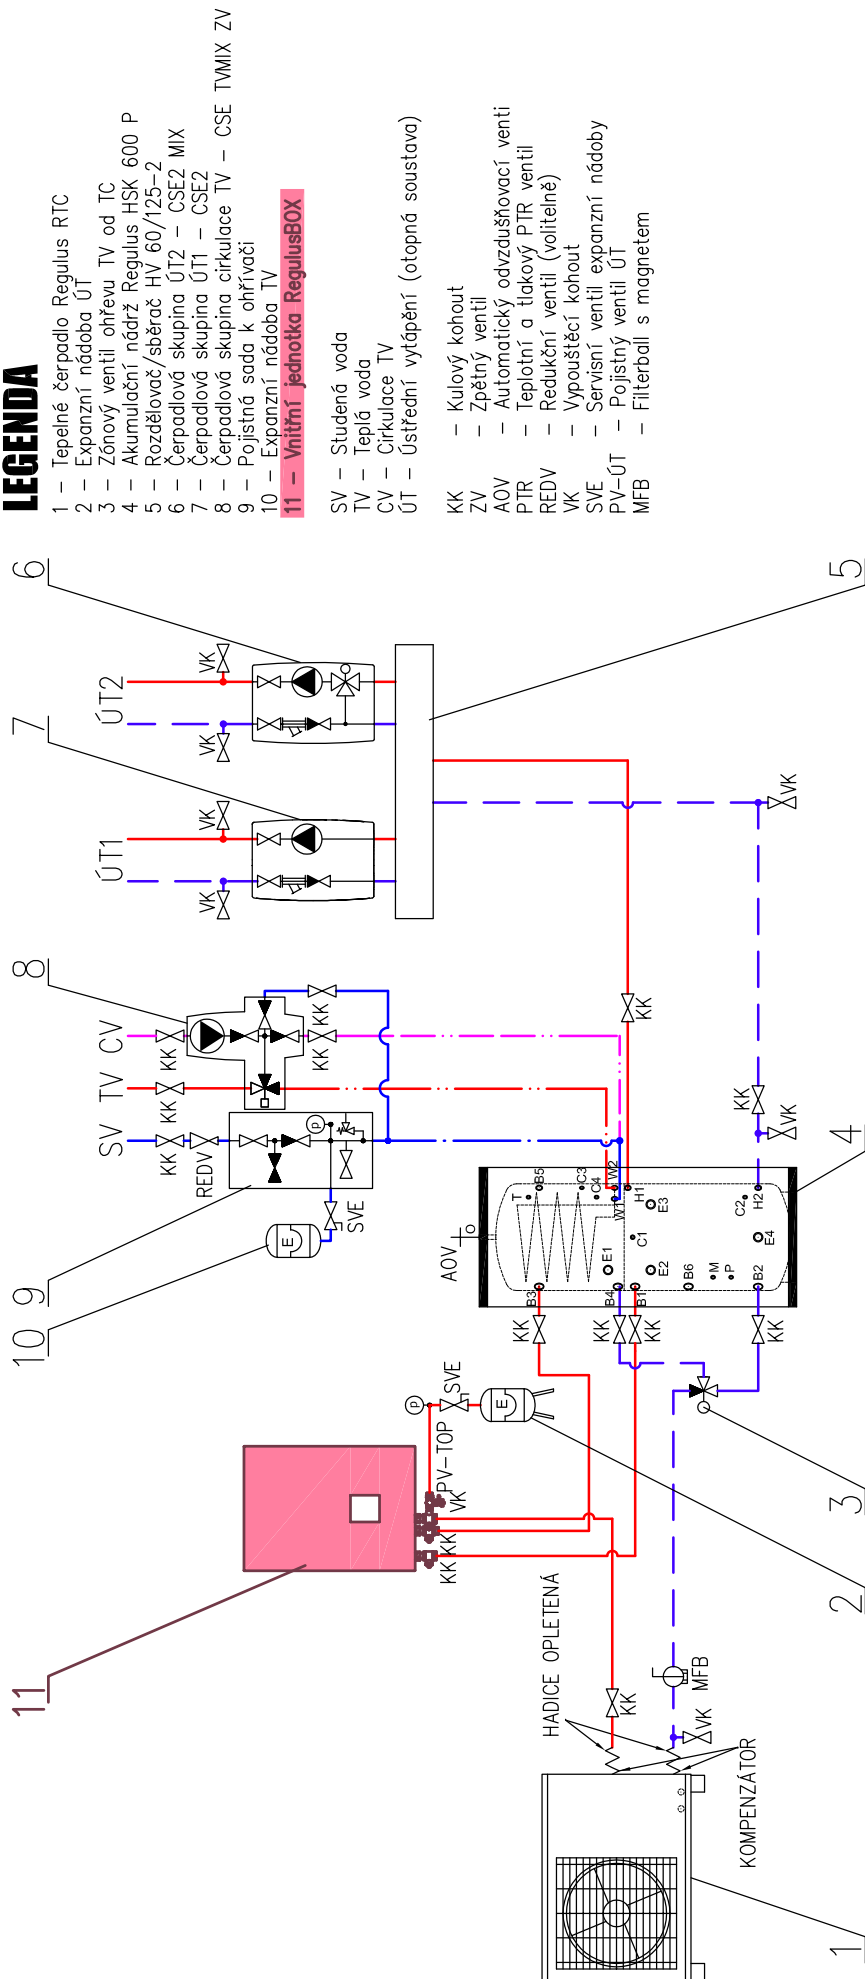 LEGENDA
1 – Tepelné čerpadlo Regulus RTC
2 – Expanzní nádoba ÚT
3 – Zónový ventil ohřevu TV od TC
4 – Akumulační nádrž Regulus HSK 600 P
5 – Rozdělovač/sběrač HV 60/125–2
6 – Čerpadlová skupina ÚT2 – CSE2 MIX
7 – Čerpadlová skupina ÚT1 – CSE2
8 – Čerpadlová skupina cirkulace TV – CSE TVMIX ZV
9 – Pojistná sada k ohřívači
10 – Expanzní nádoba TV
11 – Vnitřní jednotka RegulusBOX
SV – Studená voda
TV – Teplá voda
CV – Cirkulace TV
ÚT – Ústřední vytápění (otopná soustava)
KK – Kulový kohout
ZV – Zpětný ventil
AOV – Automatický odvzdušňovací venti
PTR – Teplotní a tlakový PTR ventil
REDV – Redukční ventil (volitelně)
VK – Vypouštěcí kohout
SVE – Servisní ventil expanzní nádoby
PV–ÚT – Pojistný ventil ÚT
MFB – Filterball s magnetem
11
10
9
8
7
6
SV
TV
CV
ÚT1
ÚT2
VK
VK
VK
VK
KK
KK
KK
REDV
KK
KK
p
E
SVE
p
SVE
E
PV–TOP
VK
KK
KK
AOV
O
T
B5
C3
C4
W2
W1
H1
E3
C1
E1
E2
B3
B4
B1
B6
M
P
B2
C2
H2
E4
KK
KK
KK
KK
KK
KK
VK
VK
HADICE OPLETENÁ
KK
MFB
VK
KOMPENZÁTOR
1
2
3
4
5